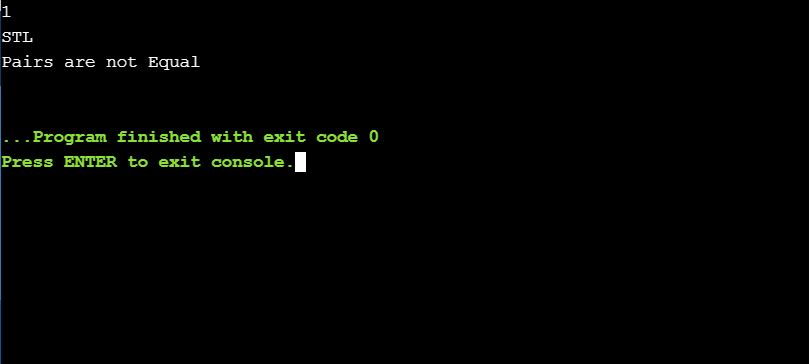 1
STL
Pairs are not Equal
...Program finished with exit code 0
Press ENTER to exit console.